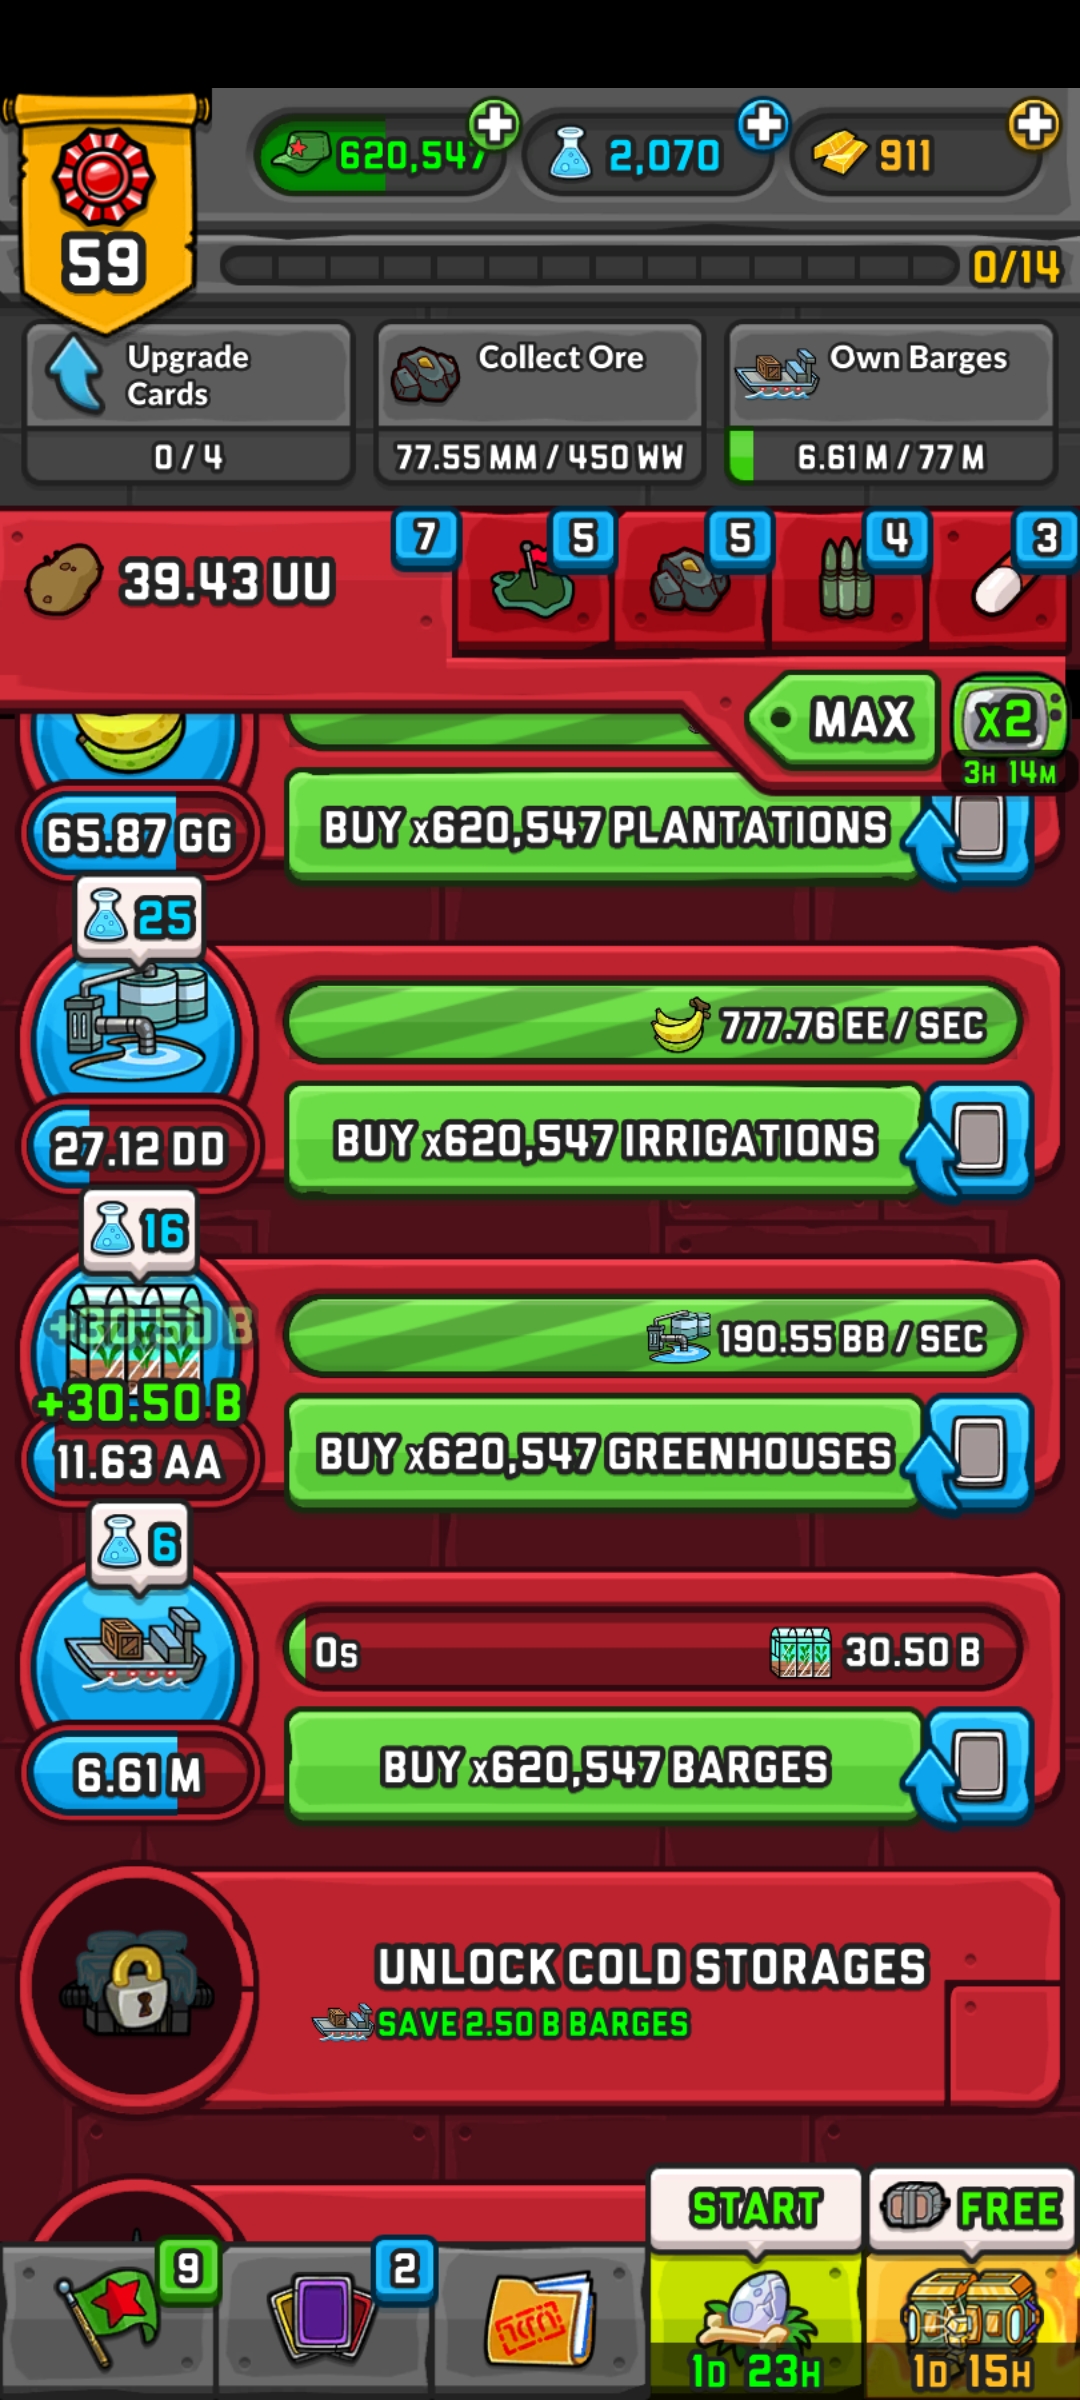 620,547
2,070
911
59
0/14
Upgrade
Cards
0 / 4
Collect Ore
77.55 MM / 450 WW
Own Barges
6.61 M / 77 M
39.43 UU
7
5
5
4
3
MAX
x2
3H 14M
65.87 GG
BUY x620,547 PLANTATIONS
25
777.76 EE / SEC
27.12 DD
BUY x620,547 IRRIGATIONS
16
+30.50 B
190.55 BB / SEC
+30.50 B
11.63 AA
BUY x620,547 GREENHOUSES
6
0s
30.50 B
6.61 M
BUY x620,547 BARGES
UNLOCK COLD STORAGES
SAVE 2.50 B BARGES
START
FREE
9
2
1D 23H
1D 15H